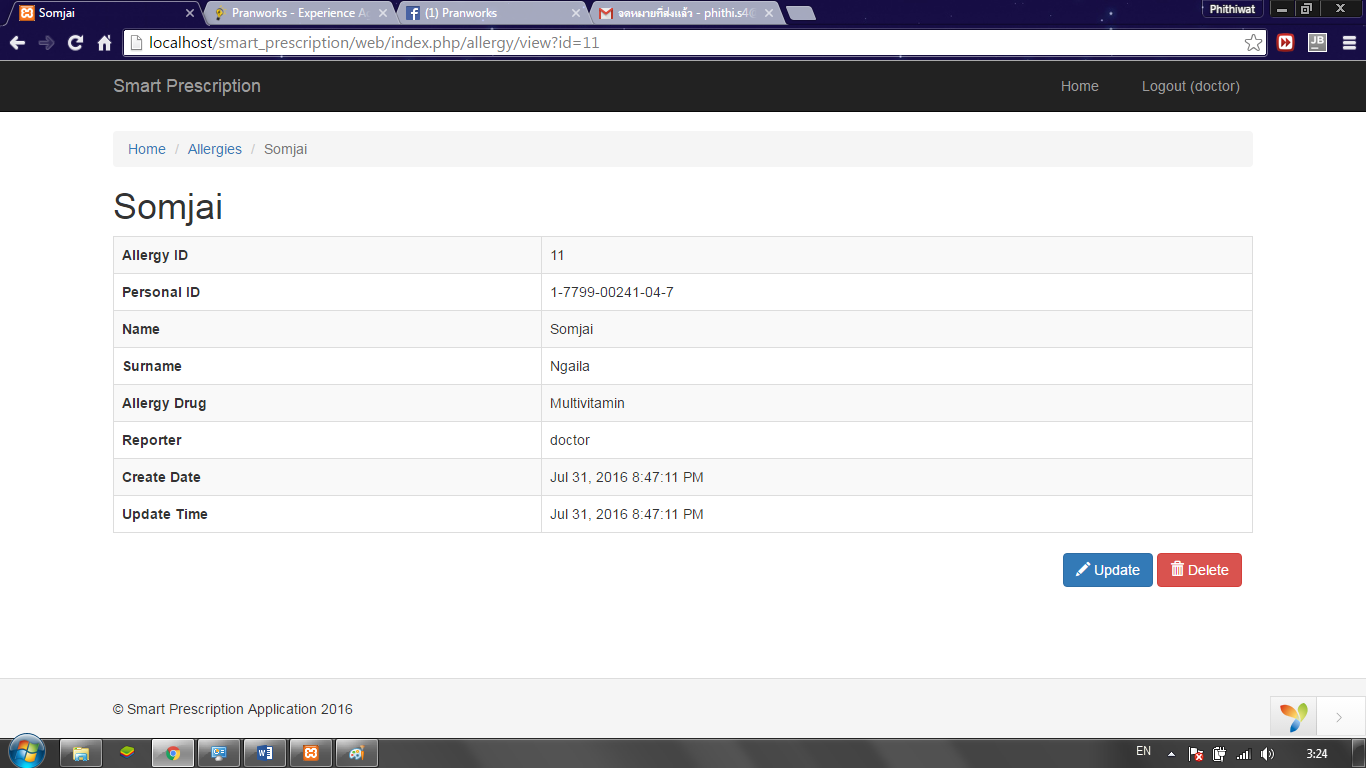 Somjai
Pranworks - Experience Ac
(1) Pranworks
จดหมายที่ส่งแล้ว - phithi.s4@
Phithiwat
localhost/smart_prescription/web/index.php/allergy/view?id=11
JB
Smart Prescription
Home
Logout (doctor)
Home / Allergies / Somjai
Somjai
Allergy ID 11
Personal ID 1-7799-00241-04-7
Name Somjai
Surname Ngaila
Allergy Drug Multivitamin
Reporter doctor
Create Date Jul 31, 2016 8:47:11 PM
Update Time Jul 31, 2016 8:47:11 PM
Update
Delete
© Smart Prescription Application 2016
EN
3:24